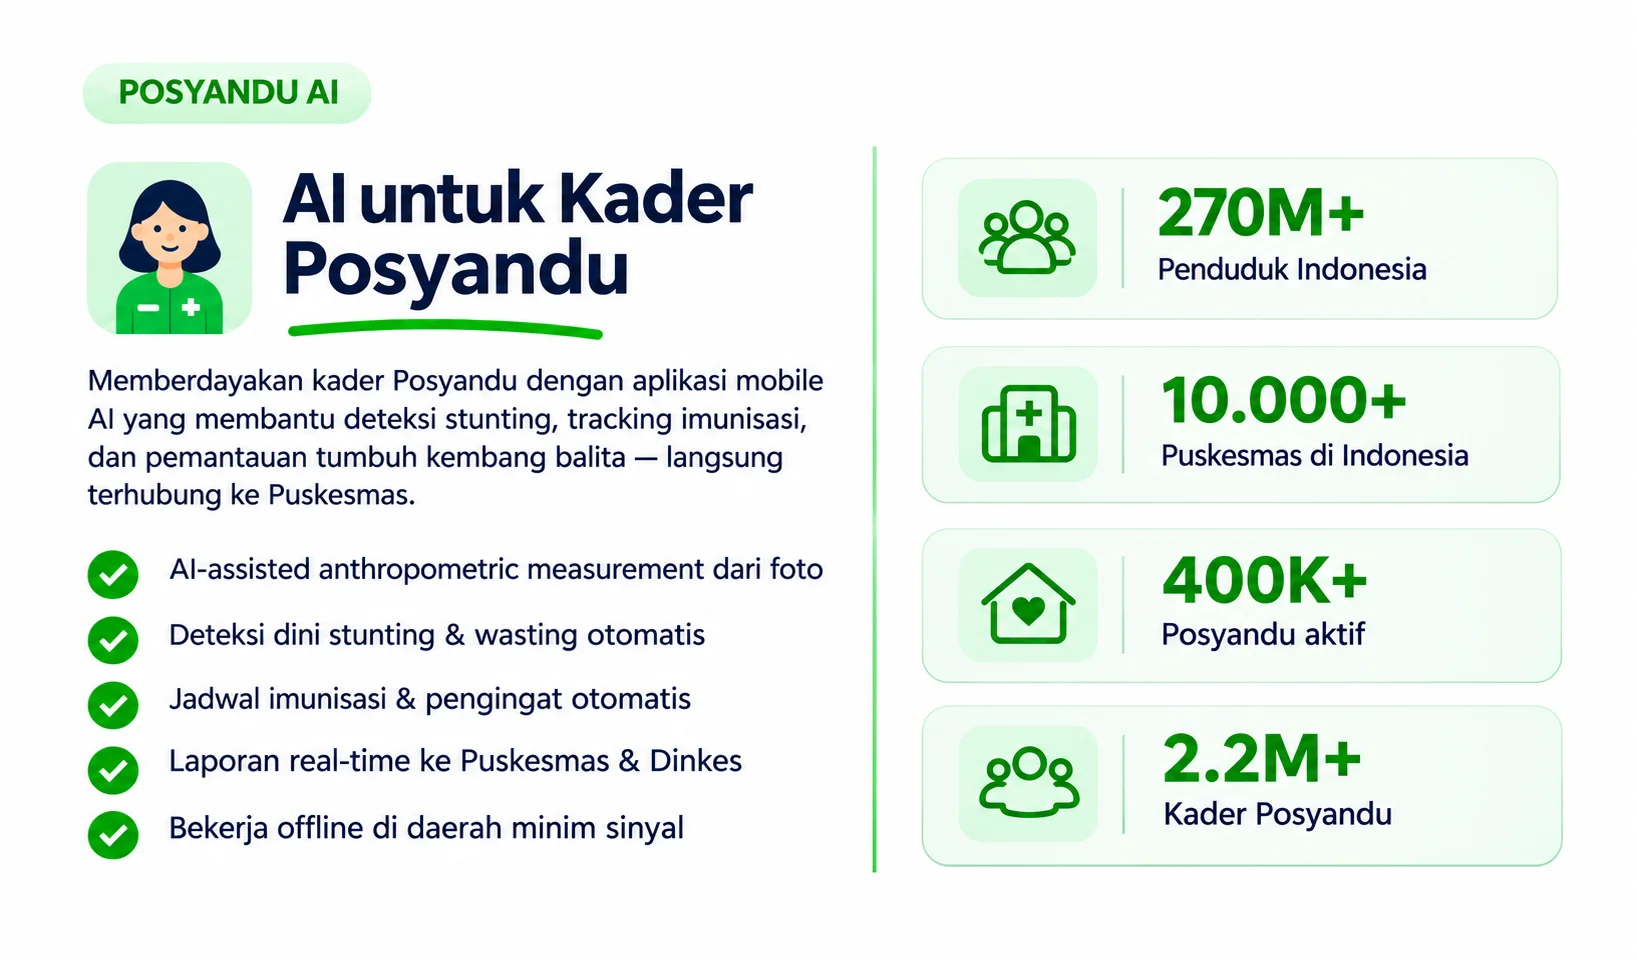 POSYANDU AI
AI untuk Kader
Posyandu
Memberdayakan kader Posyandu dengan aplikasi mobile
AI yang membantu deteksi stunting, tracking imunisasi,
dan pemantauan tumbuh kembang balita — langsung
terhubung ke Puskesmas.
AI-assisted anthropometric measurement dari foto
Deteksi dini stunting & wasting otomatis
Jadwal imunisasi & pengingat otomatis
Laporan real-time ke Puskesmas & Dinkes
Bekerja offline di daerah minim sinyal
270M+
Penduduk Indonesia
10.000+
Puskesmas di Indonesia
400K+
Posyandu aktif
2.2M+
Kader Posyandu